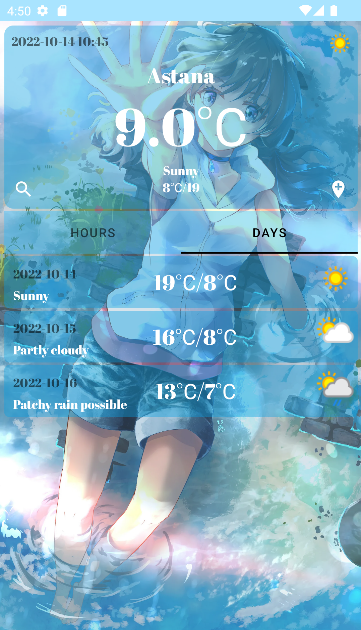 4:50
2022-10-14 10:45
Astana
9.0°C
Sunny
8°C/19
HOURS
DAYS
2022-10-14
19°C/8°C
Sunny
2022-10-15
16°C/8°C
Partly cloudy
2022-10-16
13°C/7°C
Patchy rain possible